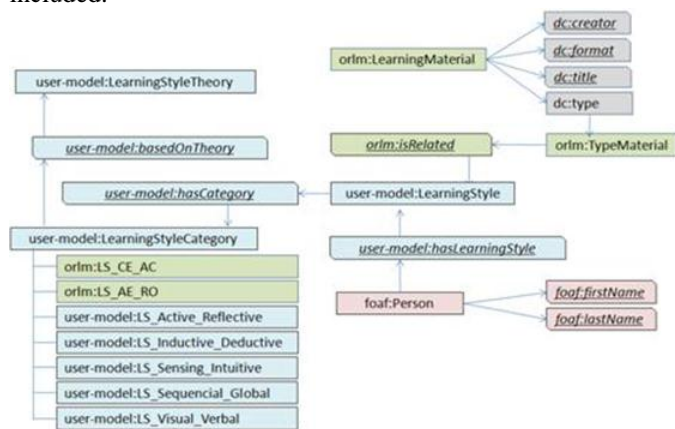 included.
dc:creator
dc:format
orlm:LearningMaterial
dc:title
user-model:LearningStyleTheory
dc:type
user-model:basedOnTheory
orlm:isRelated
orlm:TypeMaterial
user-model:hasCategory
user-model:LearningStyle
user-model:LearningStyleCategory
user-model:hasLearningStyle
orlm:LS_CE_AC
orlm:LS_AE_RO
foaf:Person
foaf:firstName
user-model:LS_Active_Reflective
foaf:lastName
user-model:LS_Inductive_Deductive
user-model:LS_Sensing_Intuitive
user-model:LS_Sequencial_Global
user-model:LS_Visual_Verbal